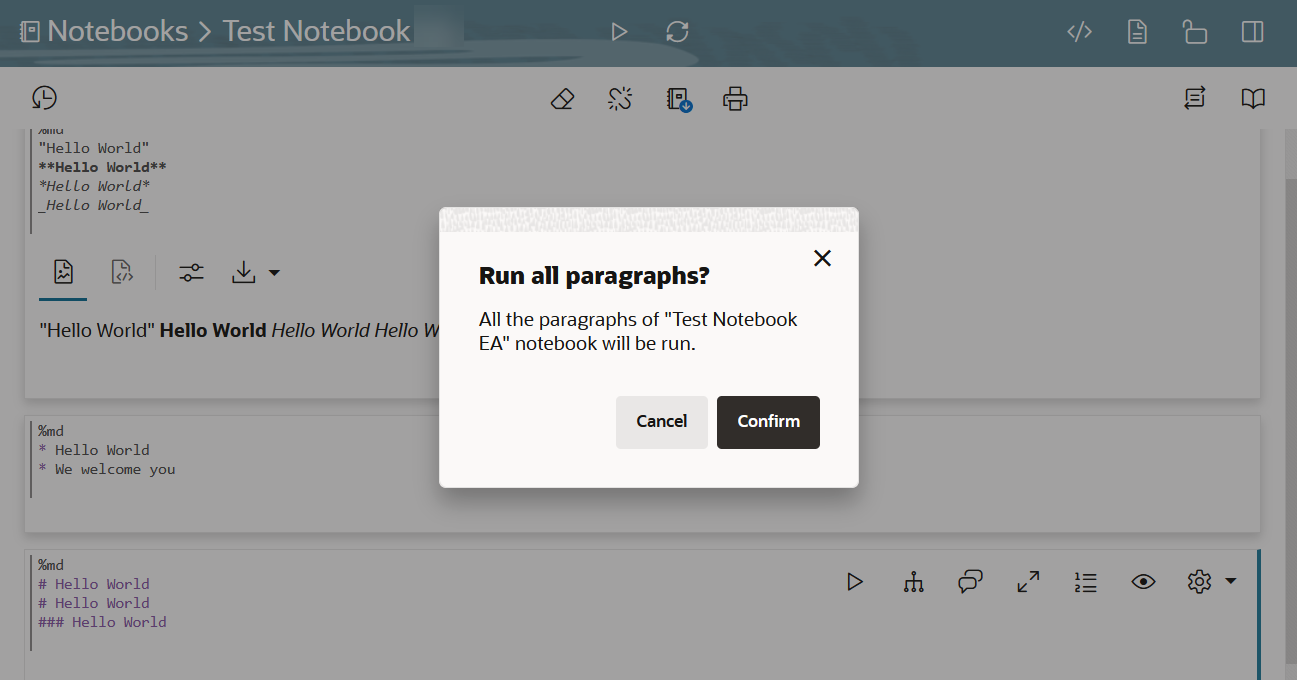 Notebooks > Test Notebook
%md
"Hello World"
**Hello World**
*Hello World*
_Hello World_
"Hello World" Hello World Hello World Hello W
Run all paragraphs?
All the paragraphs of "Test Notebook
EA" notebook will be run.
Cancel
Confirm
%md
* Hello World
* We welcome you
%md
# Hello World
# Hello World
### Hello World